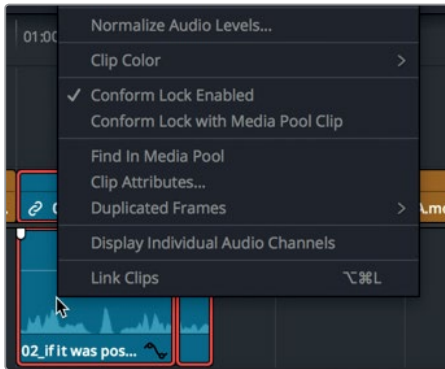 Normalize Audio Levels...
01:00
Clip Color
Conform Lock Enabled
Conform Lock with Media Pool Clip
Find In Media Pool
Clip Attributes...
Duplicated Frames
Display Individual Audio Channels
Link Clips ⌥⌘L
02_if it was pos...